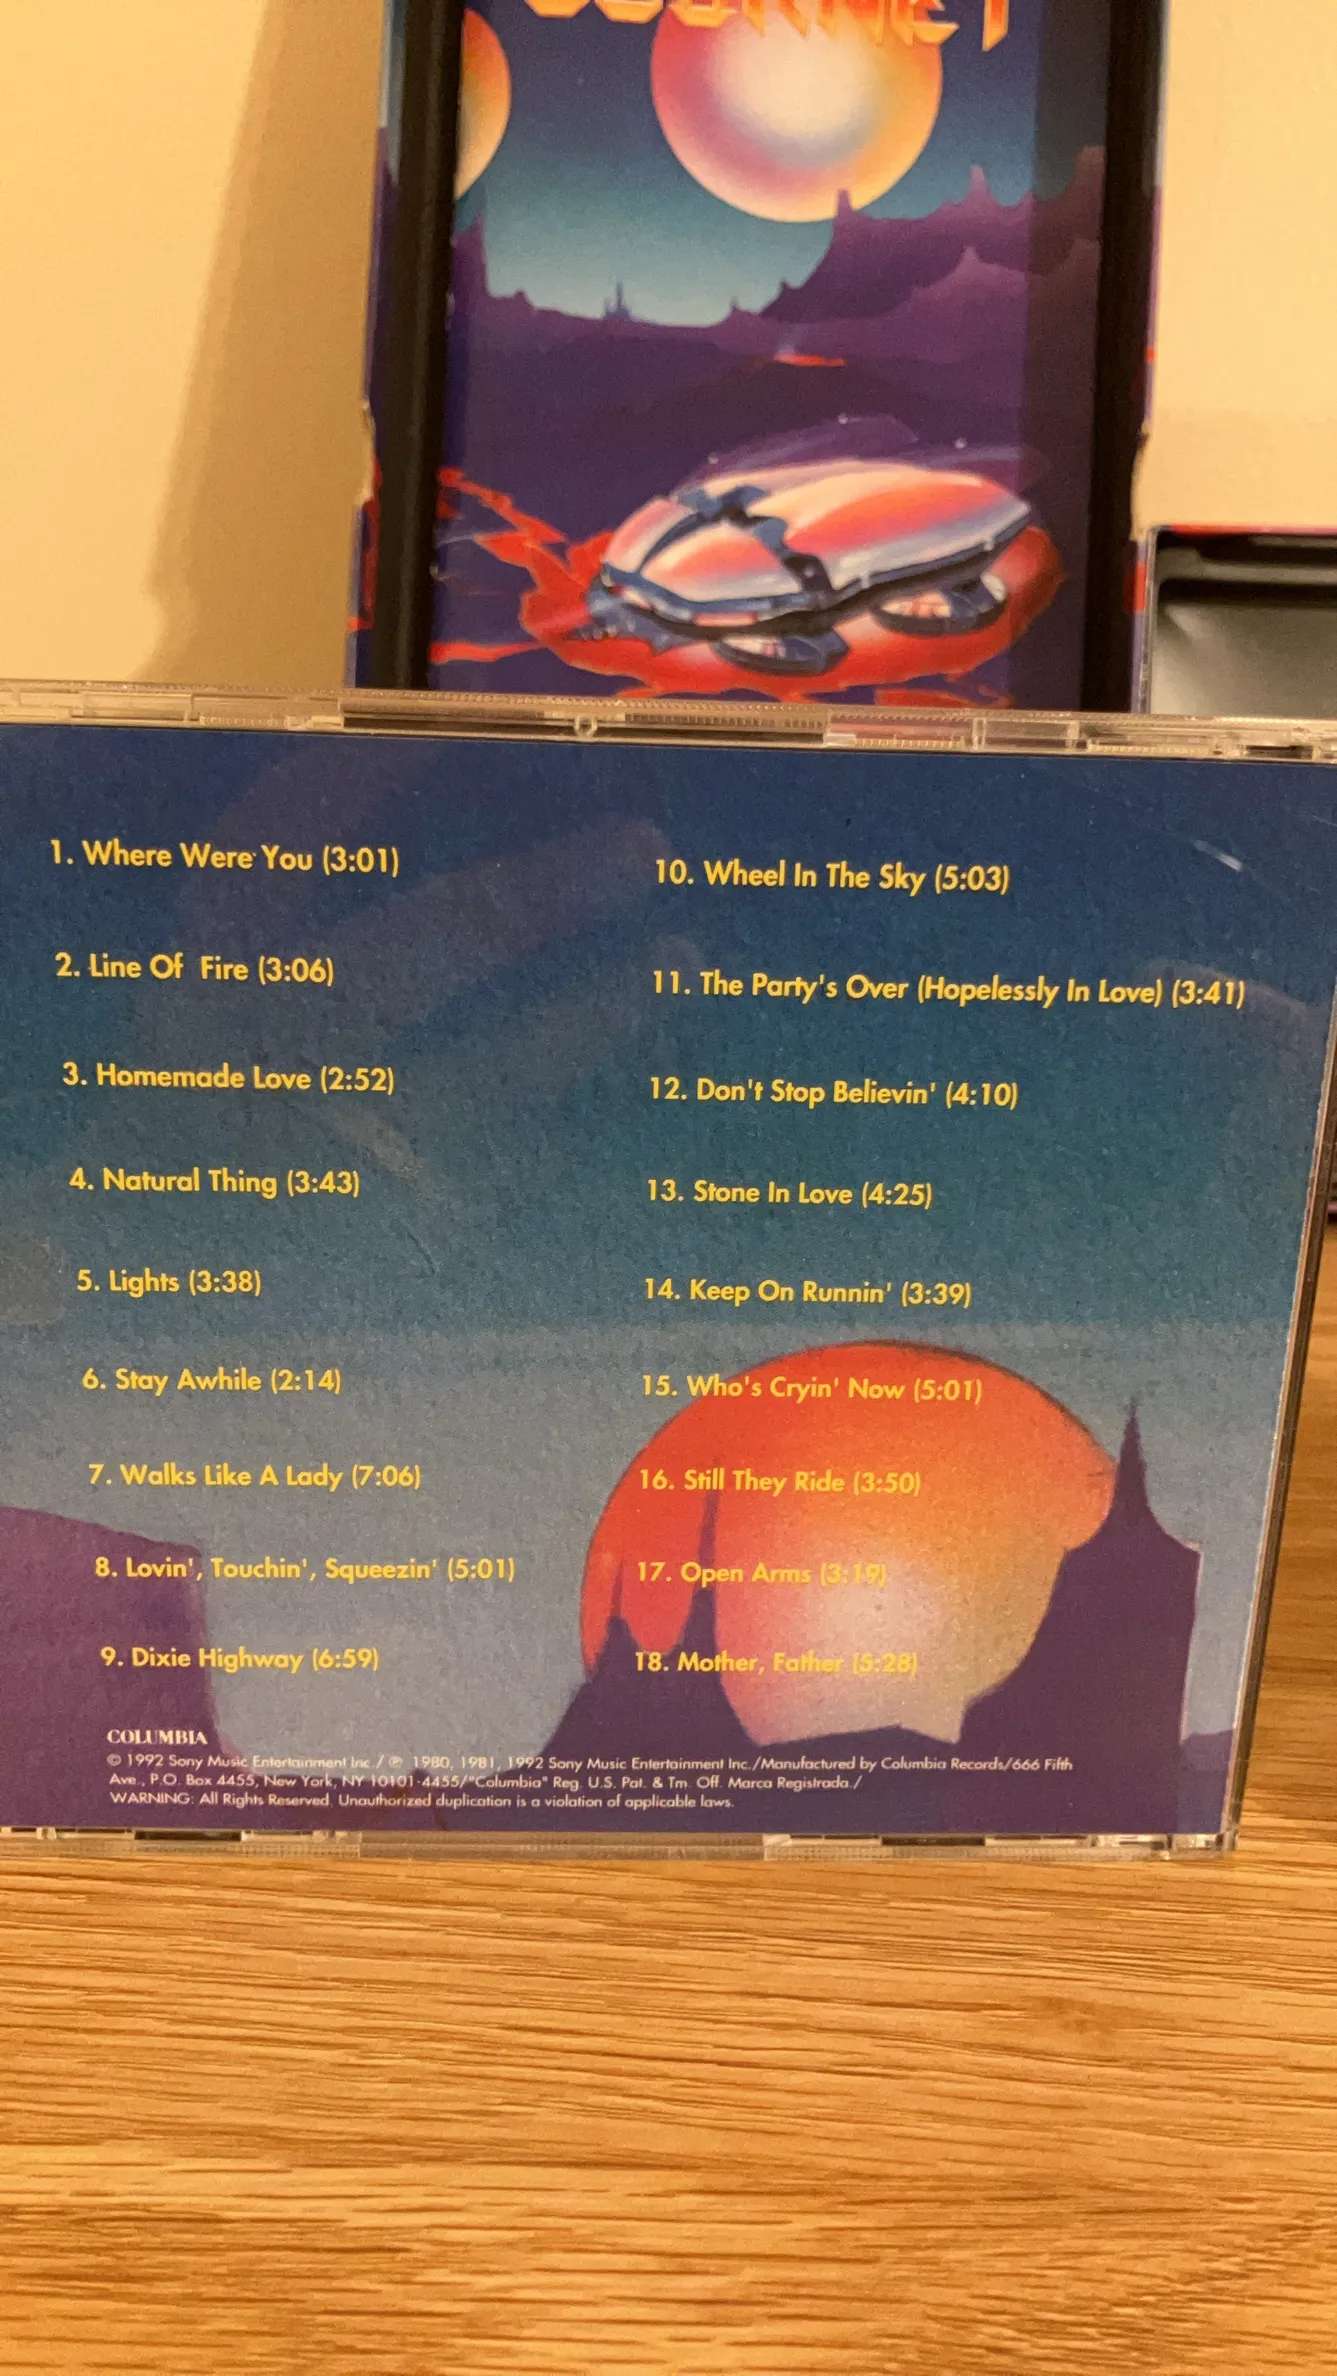 JOURNEY
1. Where Were You (3:01)
2. Line Of Fire (3:06)
3. Homemade Love (2:52)
4. Natural Thing (3:43)
5. Lights (3:38)
6. Stay Awhile (2:14)
7. Walks Like A Lady (7:06)
8. Lovin', Touchin', Squeezin' (5:01)
9. Dixie Highway (6:59)
10. Wheel In The Sky (5:03)
11. The Party's Over (Hopelessly In Love) (3:41)
12. Don't Stop Believin' (4:10)
13. Stone In Love (4:25)
14. Keep On Runnin' (3:39)
15. Who's Cryin' Now (5:01)
16. Still They Ride (3:50)
17. Open Arms (3:19)
18. Mother, Father (5:28)
COLUMBIA
© 1992 Sony Music Entertainment Inc./ ℗ 1980, 1981, 1992 Sony Music Entertainment Inc./Manufactured by Columbia Records/666 Fifth
Ave., P.O. Box 4455, New York, NY 10101-4455/"Columbia" Reg. U.S. Pat. & Tm. Off. Marca Registrada./
WARNING: All Rights Reserved. Unauthorized duplication is a violation of applicable laws.